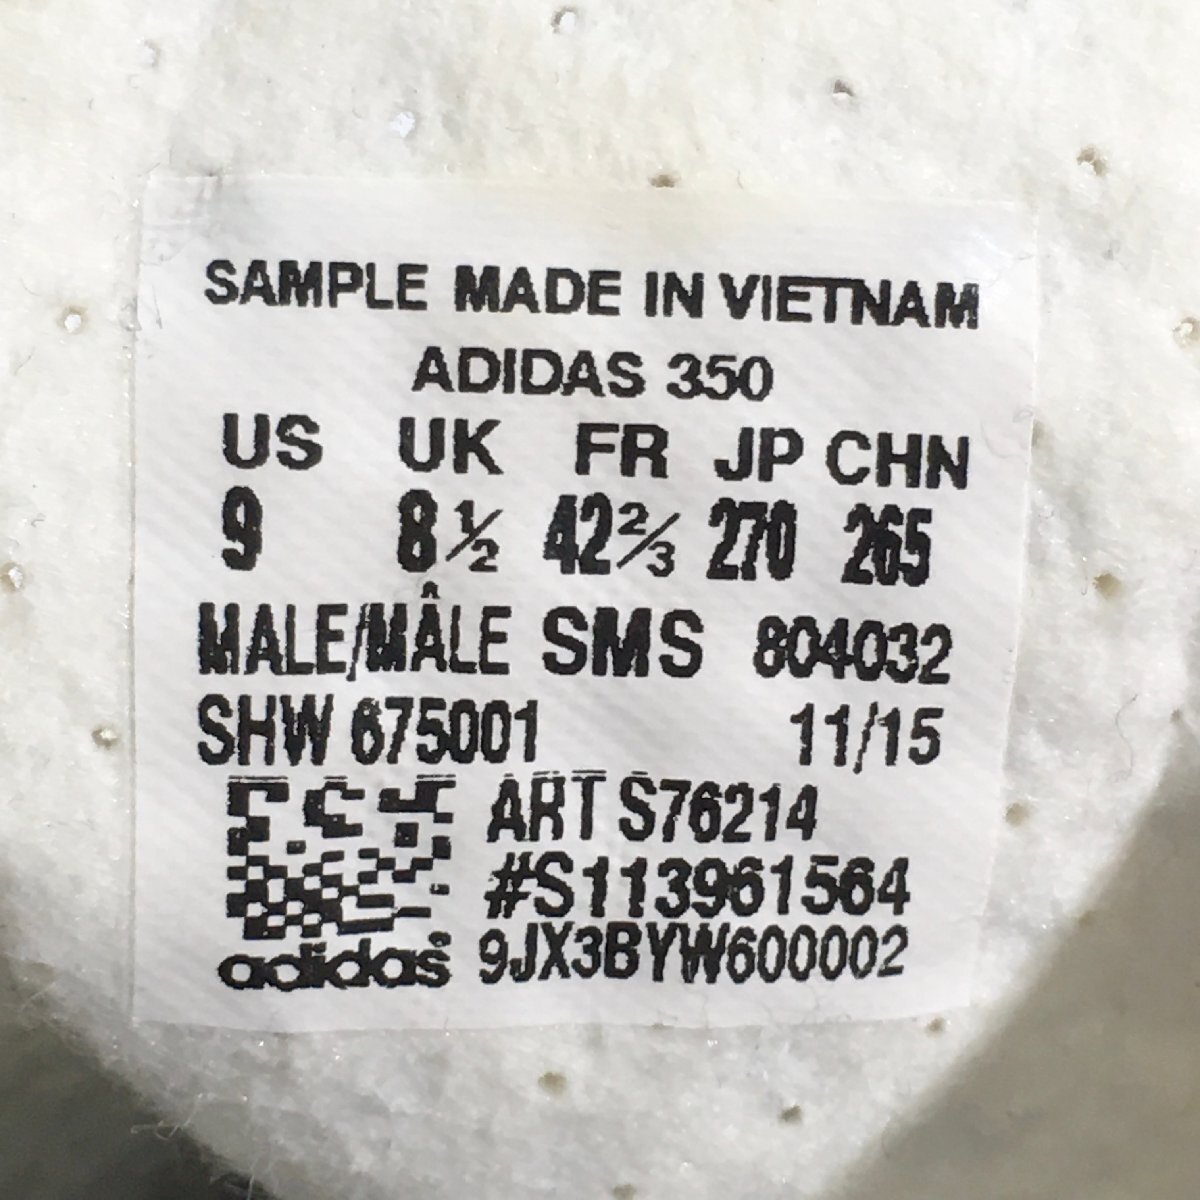 SAMPLE MADE IN VIETNAM
ADIDAS 350
US UK FR JP CHN
9 8½ 42⅔ 270 265
MALE/MÂLE SMS 804032
SHW 675001 11/15
ART S76214
#S113961564
adidas® 9JX3BYW600002